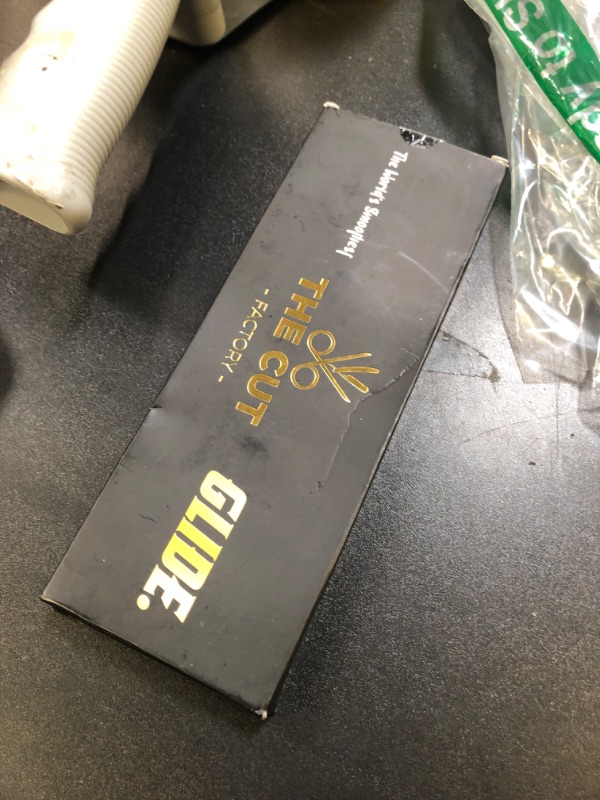 The World's Smoothest!
THE CUT
- FACTORY -
GLIDE.